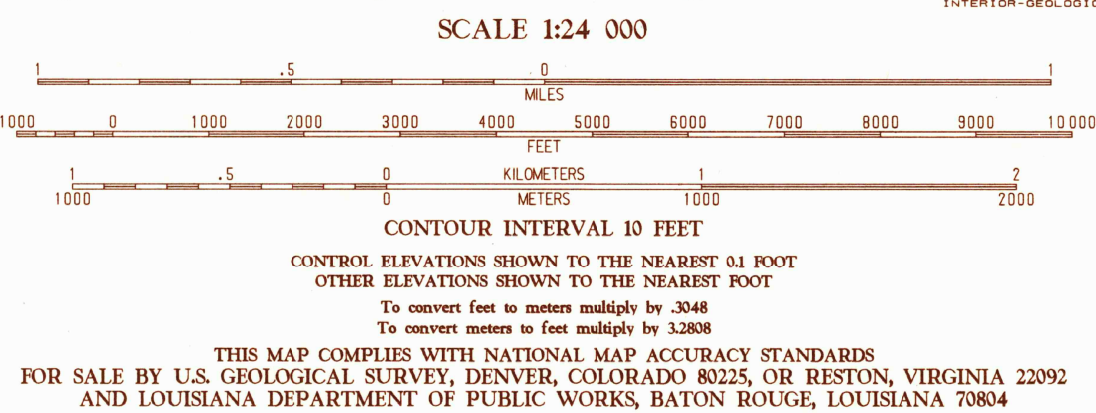 INTERIOR-GEOLOGIC
SCALE 1:24 000
1 .5 0 1
MILES
1000 0 1000 2000 3000 4000 5000 6000 7000 8000 9000 10 000
FEET
1 .5 0 KILOMETERS 1 2
1000 0 METERS 1000 2000
CONTOUR INTERVAL 10 FEET
CONTROL ELEVATIONS SHOWN TO THE NEAREST 0.1 FOOT
OTHER ELEVATIONS SHOWN TO THE NEAREST FOOT
To convert feet to meters multiply by .3048
To convert meters to feet multiply by 3.2808
THIS MAP COMPLIES WITH NATIONAL MAP ACCURACY STANDARDS
FOR SALE BY U.S. GEOLOGICAL SURVEY, DENVER, COLORADO 80225, OR RESTON, VIRGINIA 22092
AND LOUISIANA DEPARTMENT OF PUBLIC WORKS, BATON ROUGE, LOUISIANA 70804